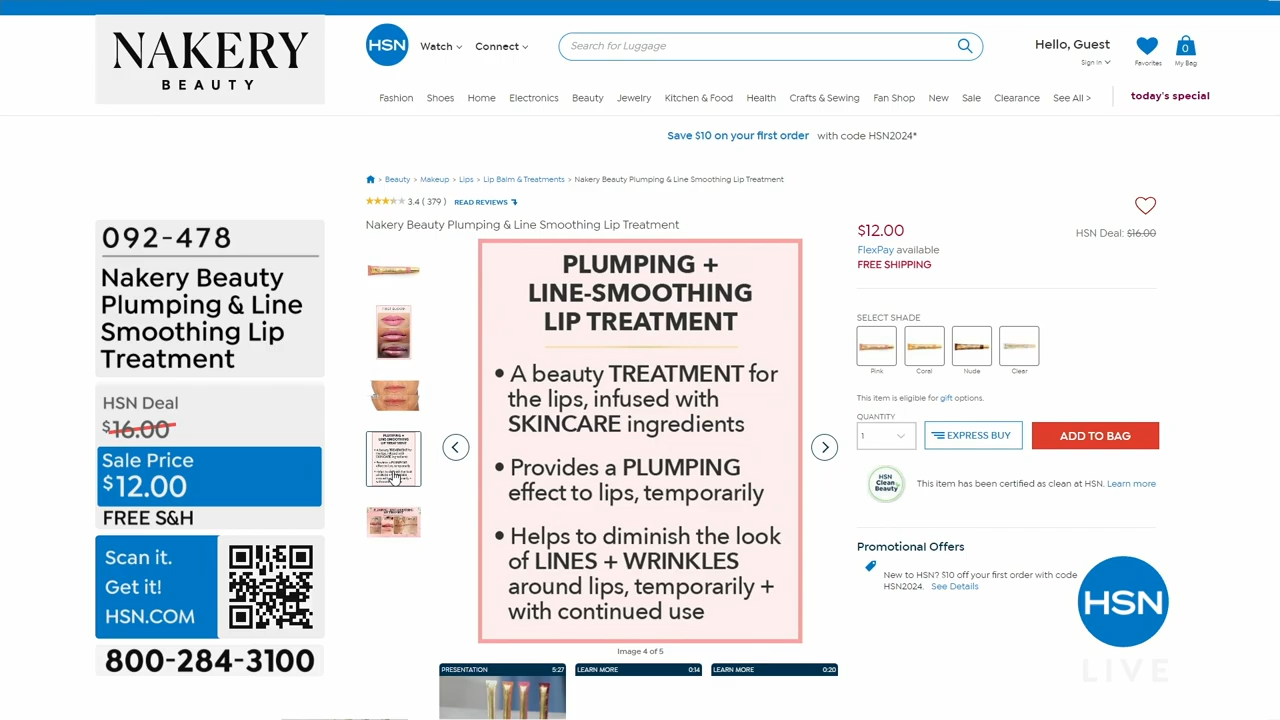 NAKERY
BEAUTY
HSN
Watch
Connect
Search for Luggage
Hello, Guest
Sign In
Favorites
0
My Bag
Fashion
Shoes
Home
Electronics
Beauty
Jewelry
Kitchen & Food
Health
Crafts & Sewing
Fan Shop
New
Sale
Clearance
See All >
today's special
Save $10 on your first order with code HSN2024*
> Beauty > Makeup > Lips > Lip Balm & Treatments > Nakery Beauty Plumping & Line Smoothing Lip Treatment
3.4 ( 379 ) READ REVIEWS
Nakery Beauty Plumping & Line Smoothing Lip Treatment
092-478
Nakery Beauty
Plumping & Line
Smoothing Lip
Treatment
HSN Deal
$16.00
Sale Price
$12.00
FREE S&H
Scan it.
Get it!
HSN.COM
800-284-3100
PLUMPING +
LINE-SMOOTHING
LIP TREATMENT
• A beauty TREATMENT for
the lips, infused with
SKINCARE ingredients
• Provides a PLUMPING
effect to lips, temporarily
• Helps to diminish the look
of LINES + WRINKLES
around lips, temporarily +
with continued use
Image 4 of 5
PRESENTATION 5:27
LEARN MORE 0:14
LEARN MORE 0:20
$12.00
HSN Deal: $16.00
FlexPay available
FREE SHIPPING
SELECT SHADE
Pink
Coral
Nude
Clear
This item is eligible for gift options.
QUANTITY
1
EXPRESS BUY
ADD TO BAG
HSN
Clean
Beauty
This item has been certified as clean at HSN. Learn more
Promotional Offers
New to HSN? $10 off your first order with code
HSN2024. See Details
HSN
LIVE